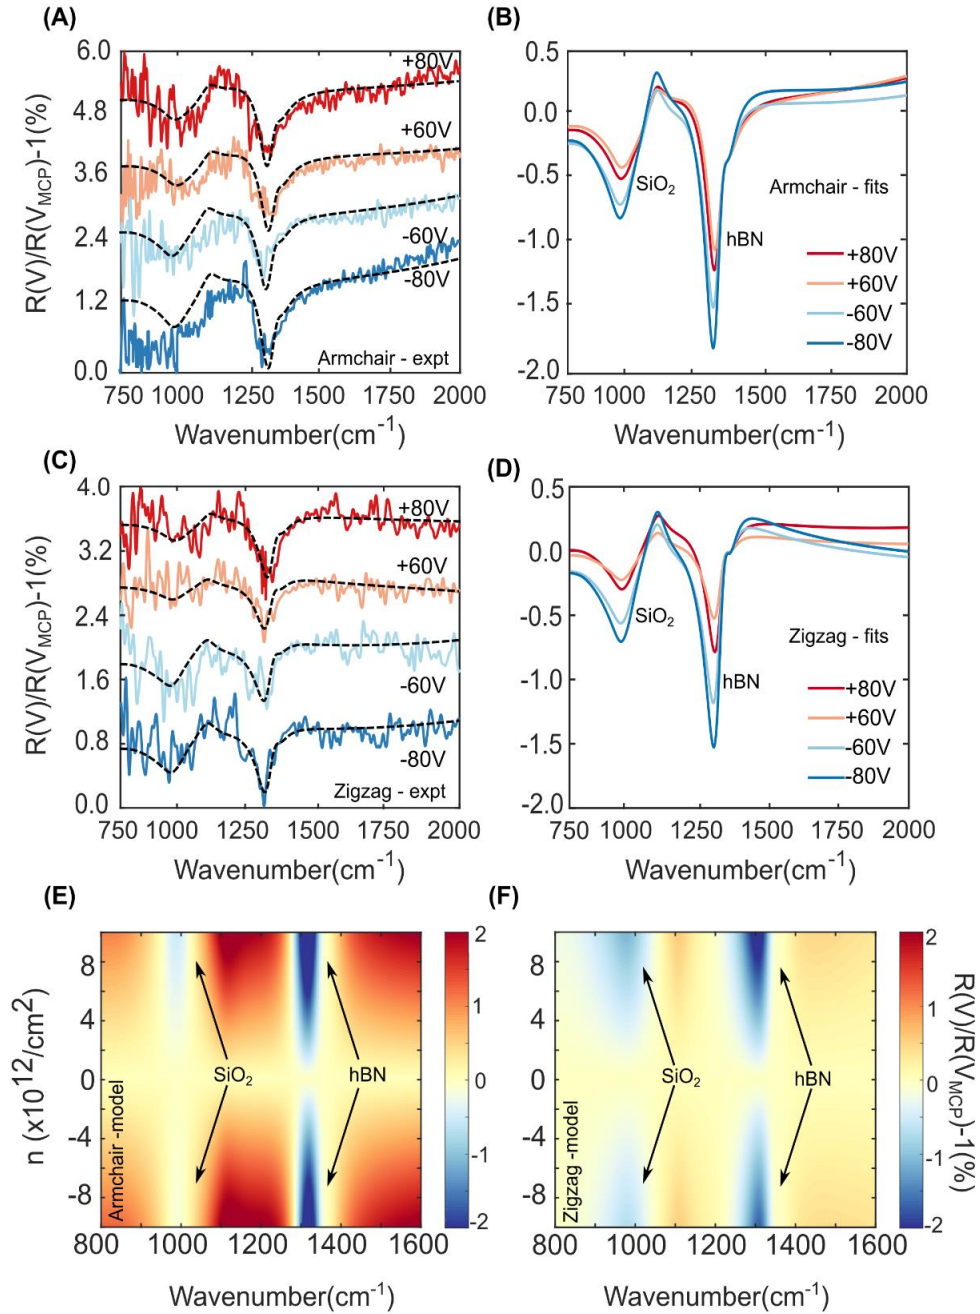 (A)
R(V)/R(V_MCP)-1(%)
6.0
4.8
3.6
2.4
1.2
0.0
+80V
+60V
-60V
-80V
Armchair - expt
750 1000 1250 1500 1750 2000
Wavenumber(cm⁻¹)
(B)
0.5
0.0
-0.5
-1.0
-1.5
-2.0
SiO₂
hBN
Armchair - fits
+80V
+60V
-60V
-80V
750 1000 1250 1500 1750 2000
Wavenumber(cm⁻¹)
(C)
R(V)/R(V_MCP)-1(%)
4.0
3.2
2.4
1.6
0.8
0.0
+80V
+60V
-60V
-80V
Zigzag - expt
750 1000 1250 1500 1750 2000
Wavenumber(cm⁻¹)
(D)
0.5
0.0
-0.5
-1.0
-1.5
-2.0
SiO₂
hBN
Zigzag - fits
+80V
+60V
-60V
-80V
750 1000 1250 1500 1750 2000
Wavenumber(cm⁻¹)
(E)
n (x10¹²/cm²)
8
4
0
-4
-8
Armchair -model
SiO₂
hBN
800 1000 1200 1400 1600
Wavenumber(cm⁻¹)
2
1
0
-1
-2
(F)
8
4
0
-4
-8
Zigzag -model
SiO₂
hBN
800 1000 1200 1400 1600
Wavenumber(cm⁻¹)
2
1
0
-1
-2
R(V)/R(V_MCP)-1(%)